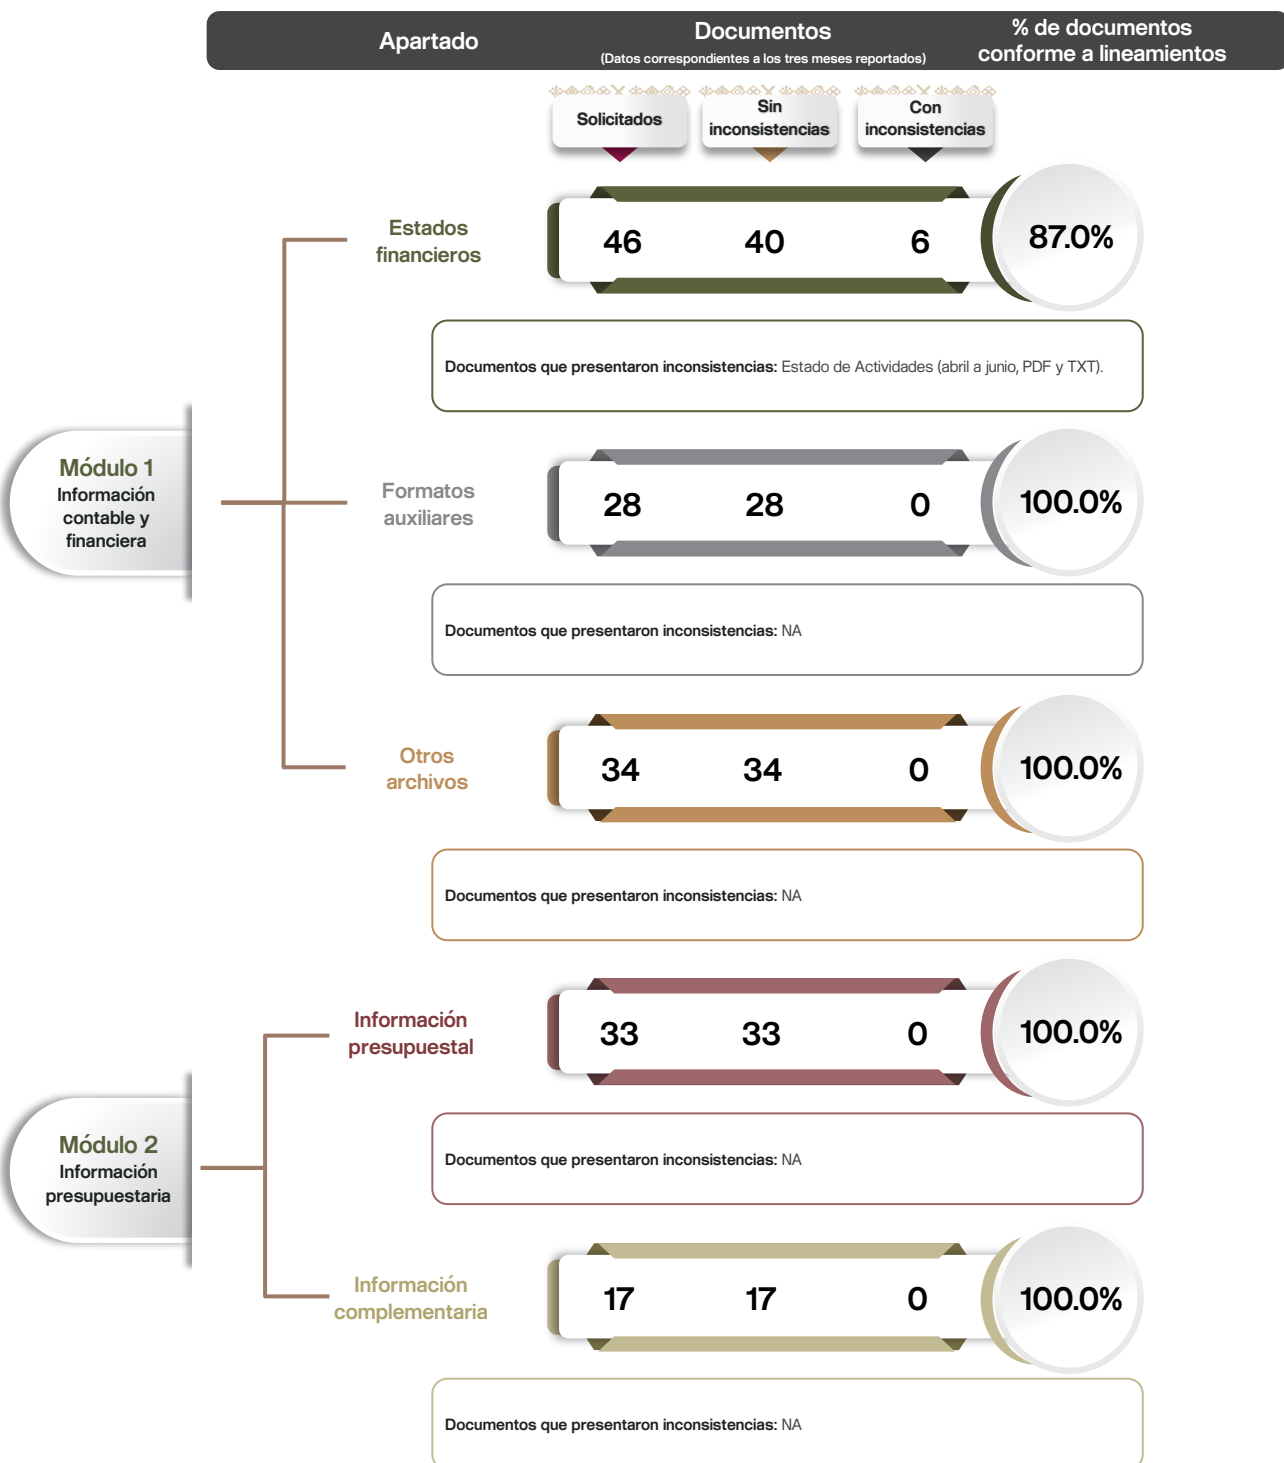 Apartado
Documentos
(Datos correspondientes a los tres meses reportados)
% de documentos
conforme a lineamientos
Solicitados
Sin
inconsistencias
Con
inconsistencias
Módulo 1
Información
contable y
financiera
Estados
financieros
46 40 6 87.0%
Documentos que presentaron inconsistencias: Estado de Actividades (abril a junio, PDF y TXT).
Formatos
auxiliares
28 28 0 100.0%
Documentos que presentaron inconsistencias: NA
Otros
archivos
34 34 0 100.0%
Documentos que presentaron inconsistencias: NA
Módulo 2
Información
presupuestaria
Información
presupuestal
33 33 0 100.0%
Documentos que presentaron inconsistencias: NA
Información
complementaria
17 17 0 100.0%
Documentos que presentaron inconsistencias: NA